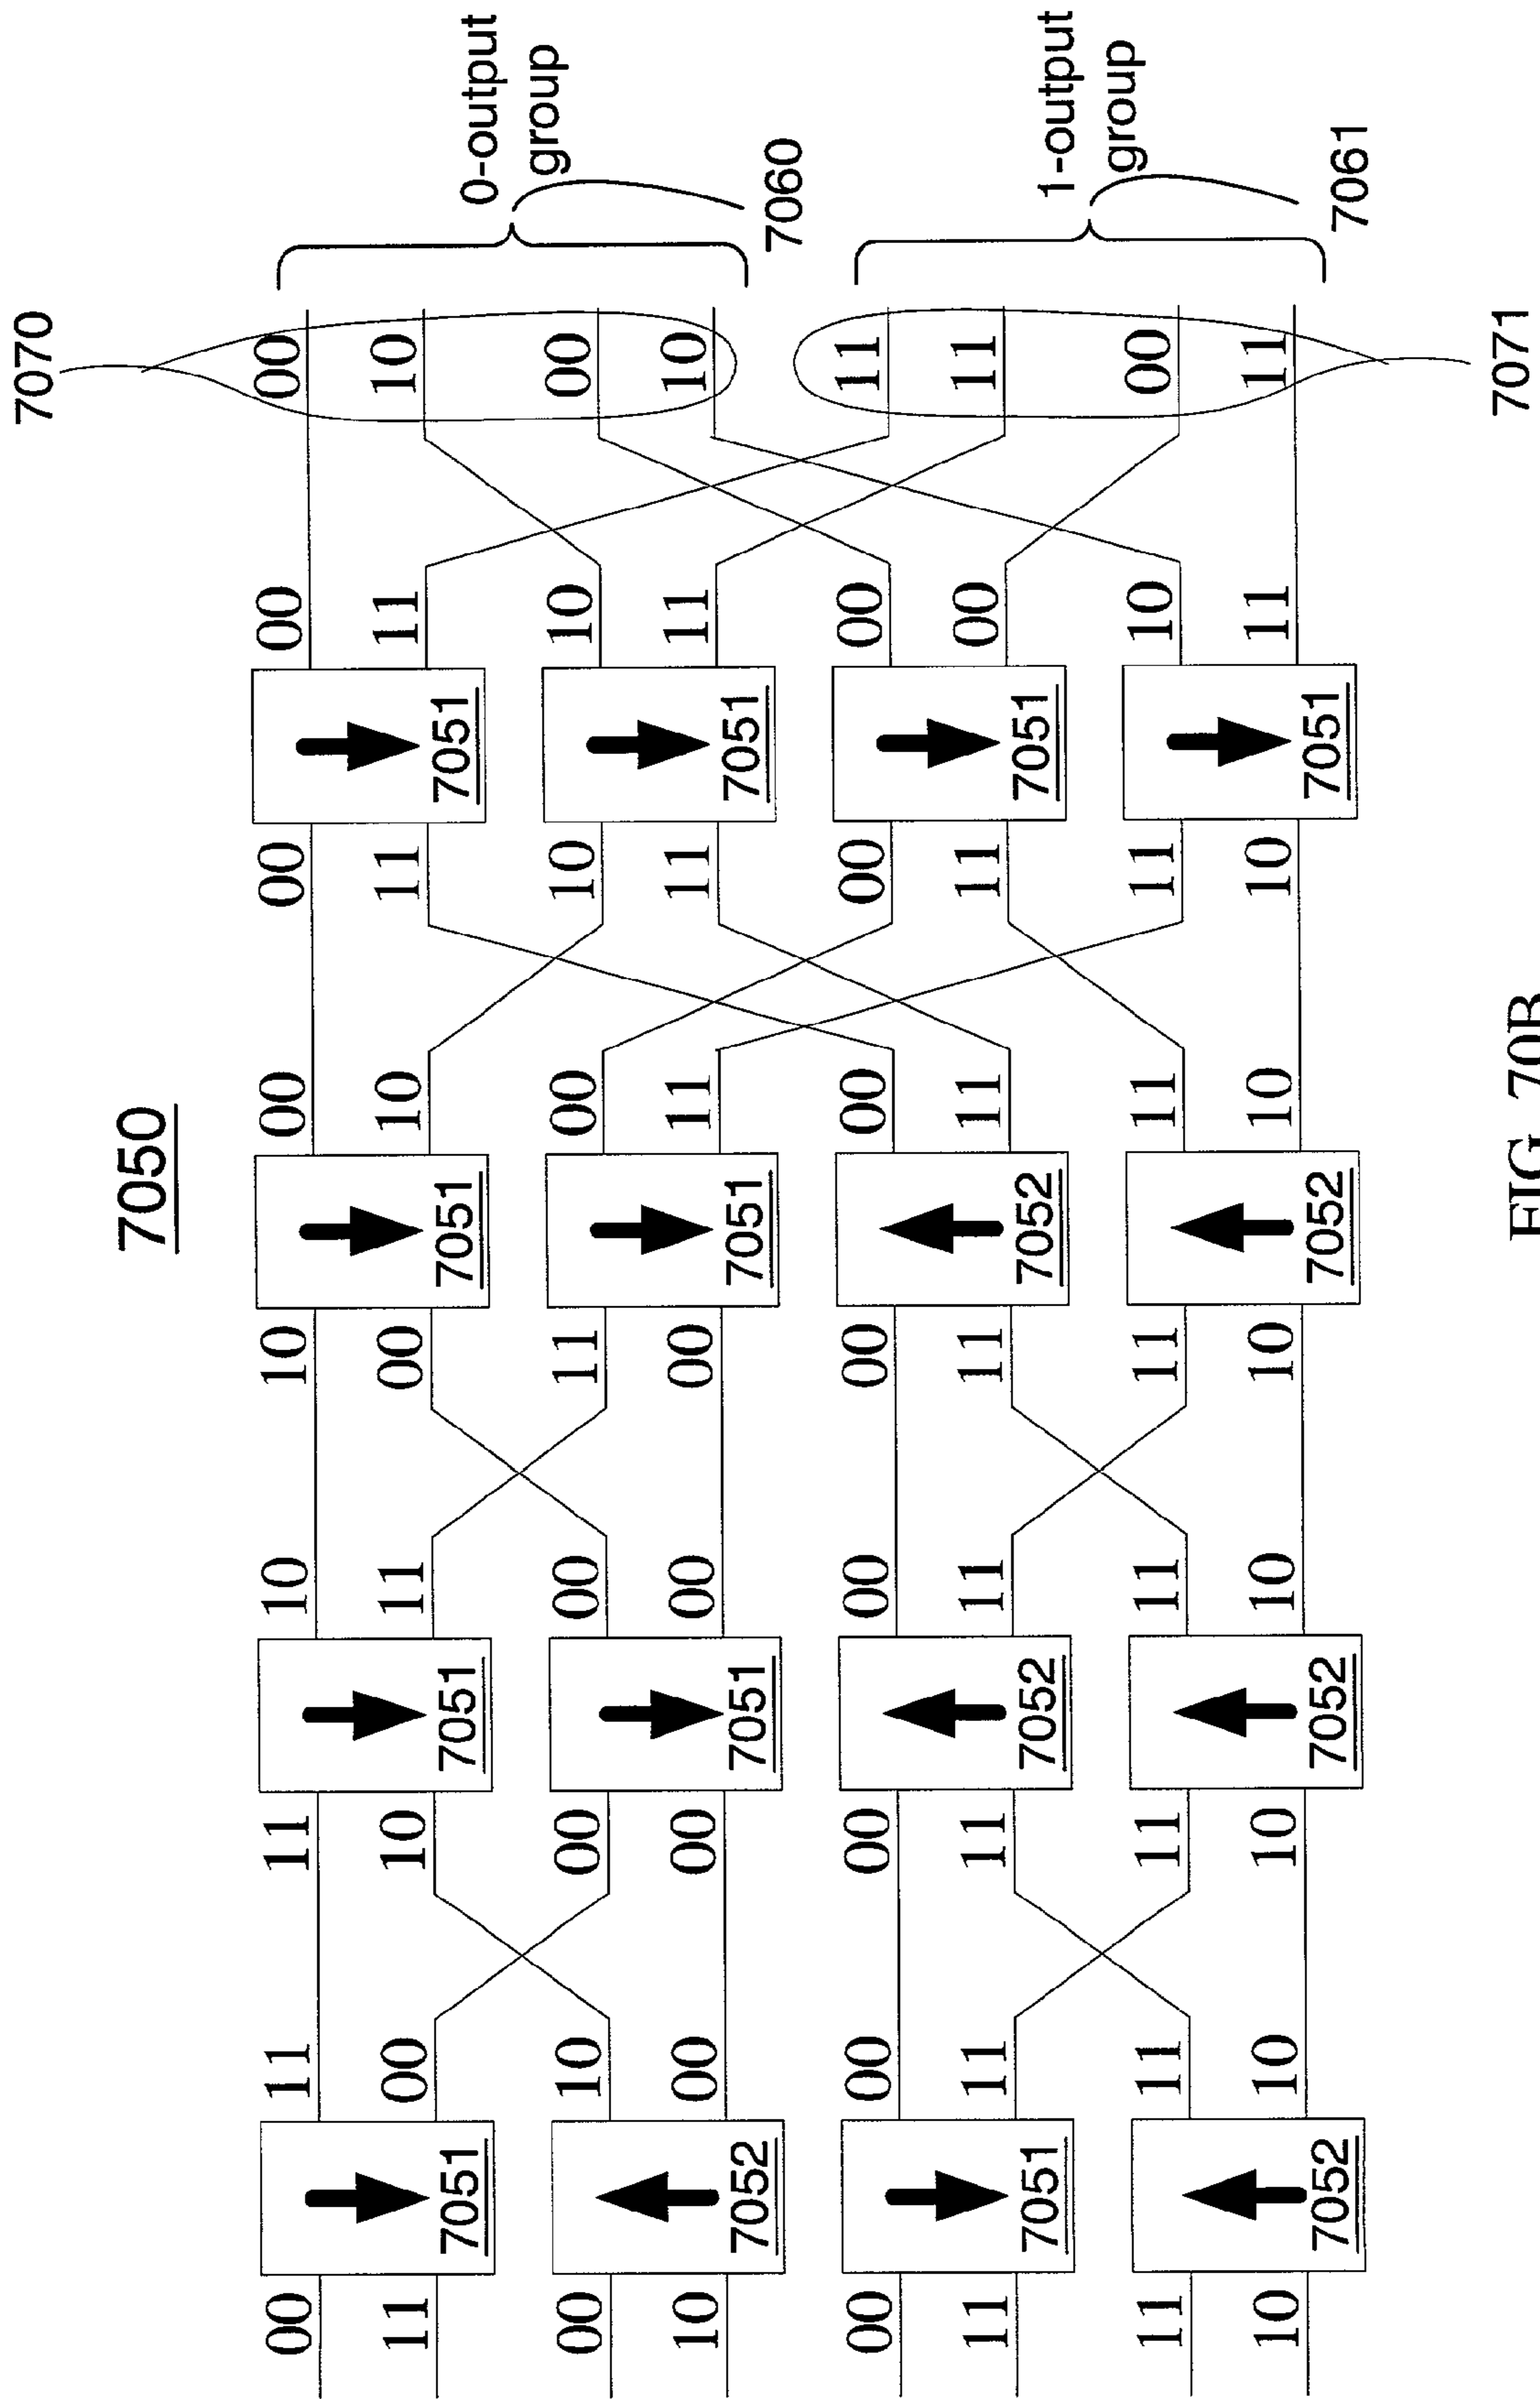 7070
7050
00 11 11 10 10 00 00 00 00
11 00 10 11 00 10 11 11 10
7051 7051 7051 7051
0-output
group
00 10 00 00 11 00 10 10 00
10 00 00 00 00 11 11 11 10
7052 7051 7051 7051
7060
00 00 00 00 00 00 00 00 11
11 11 11 11 11 11 11 00 11
7051 7052 7052 7051
1-output
group
11 11 11 11 11 11 11 10 00
10 10 10 10 10 10 10 11 11
7052 7052 7052 7051
7061
7071
FIG. 70B